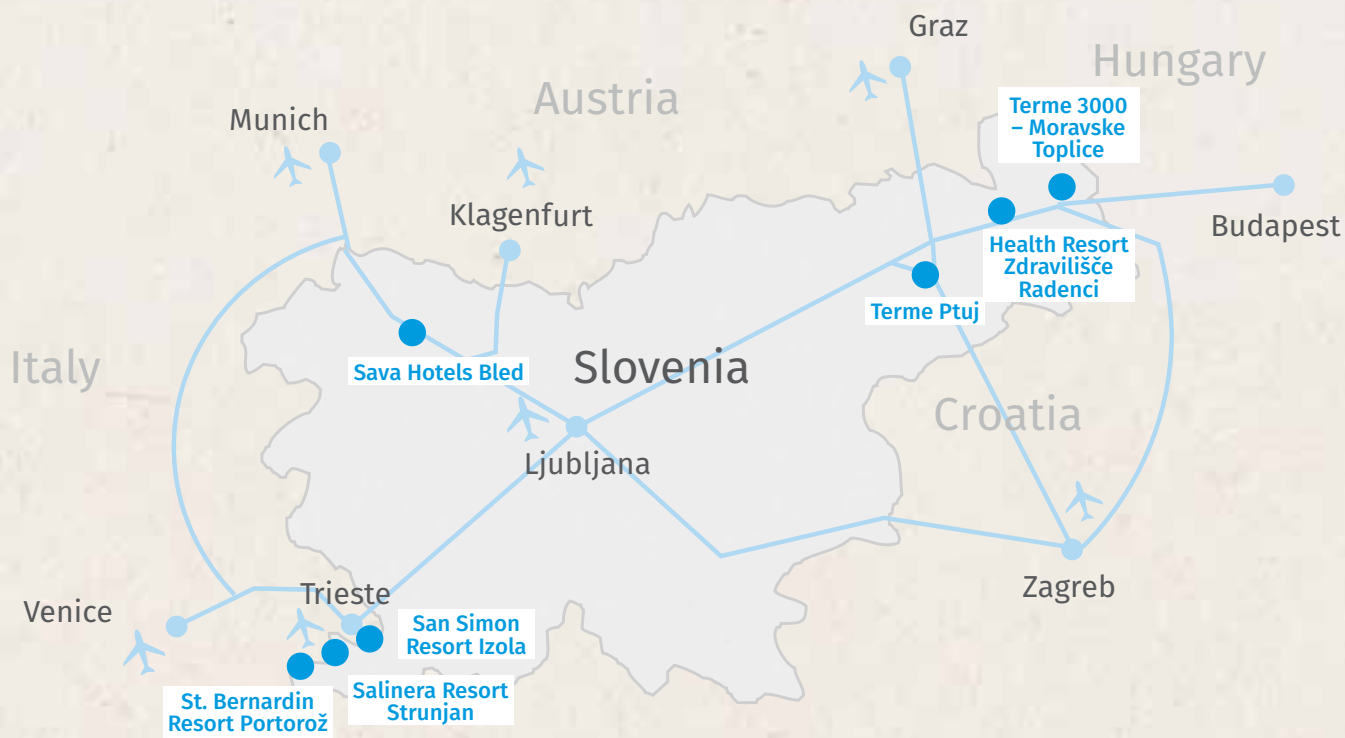 Graz
Hungary
Austria
Munich
Terme 3000
– Moravske
Toplice
Klagenfurt
Budapest
Health Resort
Zdravilišče
Radenci
Terme Ptuj
Italy
Sava Hotels Bled
Slovenia
Croatia
Ljubljana
Zagreb
Trieste
Venice
San Simon
Resort Izola
Salinera Resort
Strunjan
St. Bernardin
Resort Portorož